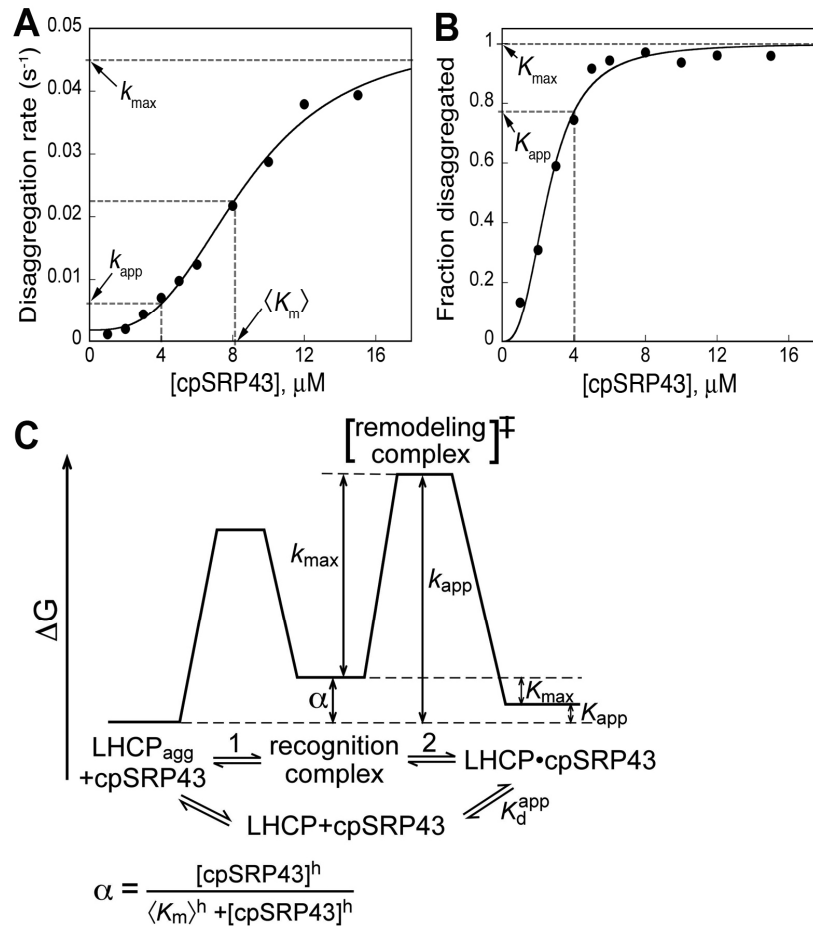 A
B
Disaggregation rate (s-1)
0.05
0.04
0.03
0.02
0.01
0
kmax
kapp
⟨Km⟩
0
4
8
12
16
[cpSRP43], μM
Fraction disaggregated
1
0.8
0.6
0.4
0.2
0
Kmax
Kapp
0
4
8
12
16
[cpSRP43], μM
C
[remodeling complex]‡
ΔG
kmax
kapp
α
Kmax
Kapp
LHCPagg
+cpSRP43
1
recognition
complex
2
LHCP•cpSRP43
LHCP+cpSRP43
Kdapp
α = [cpSRP43]h
⟨Km⟩h +[cpSRP43]h